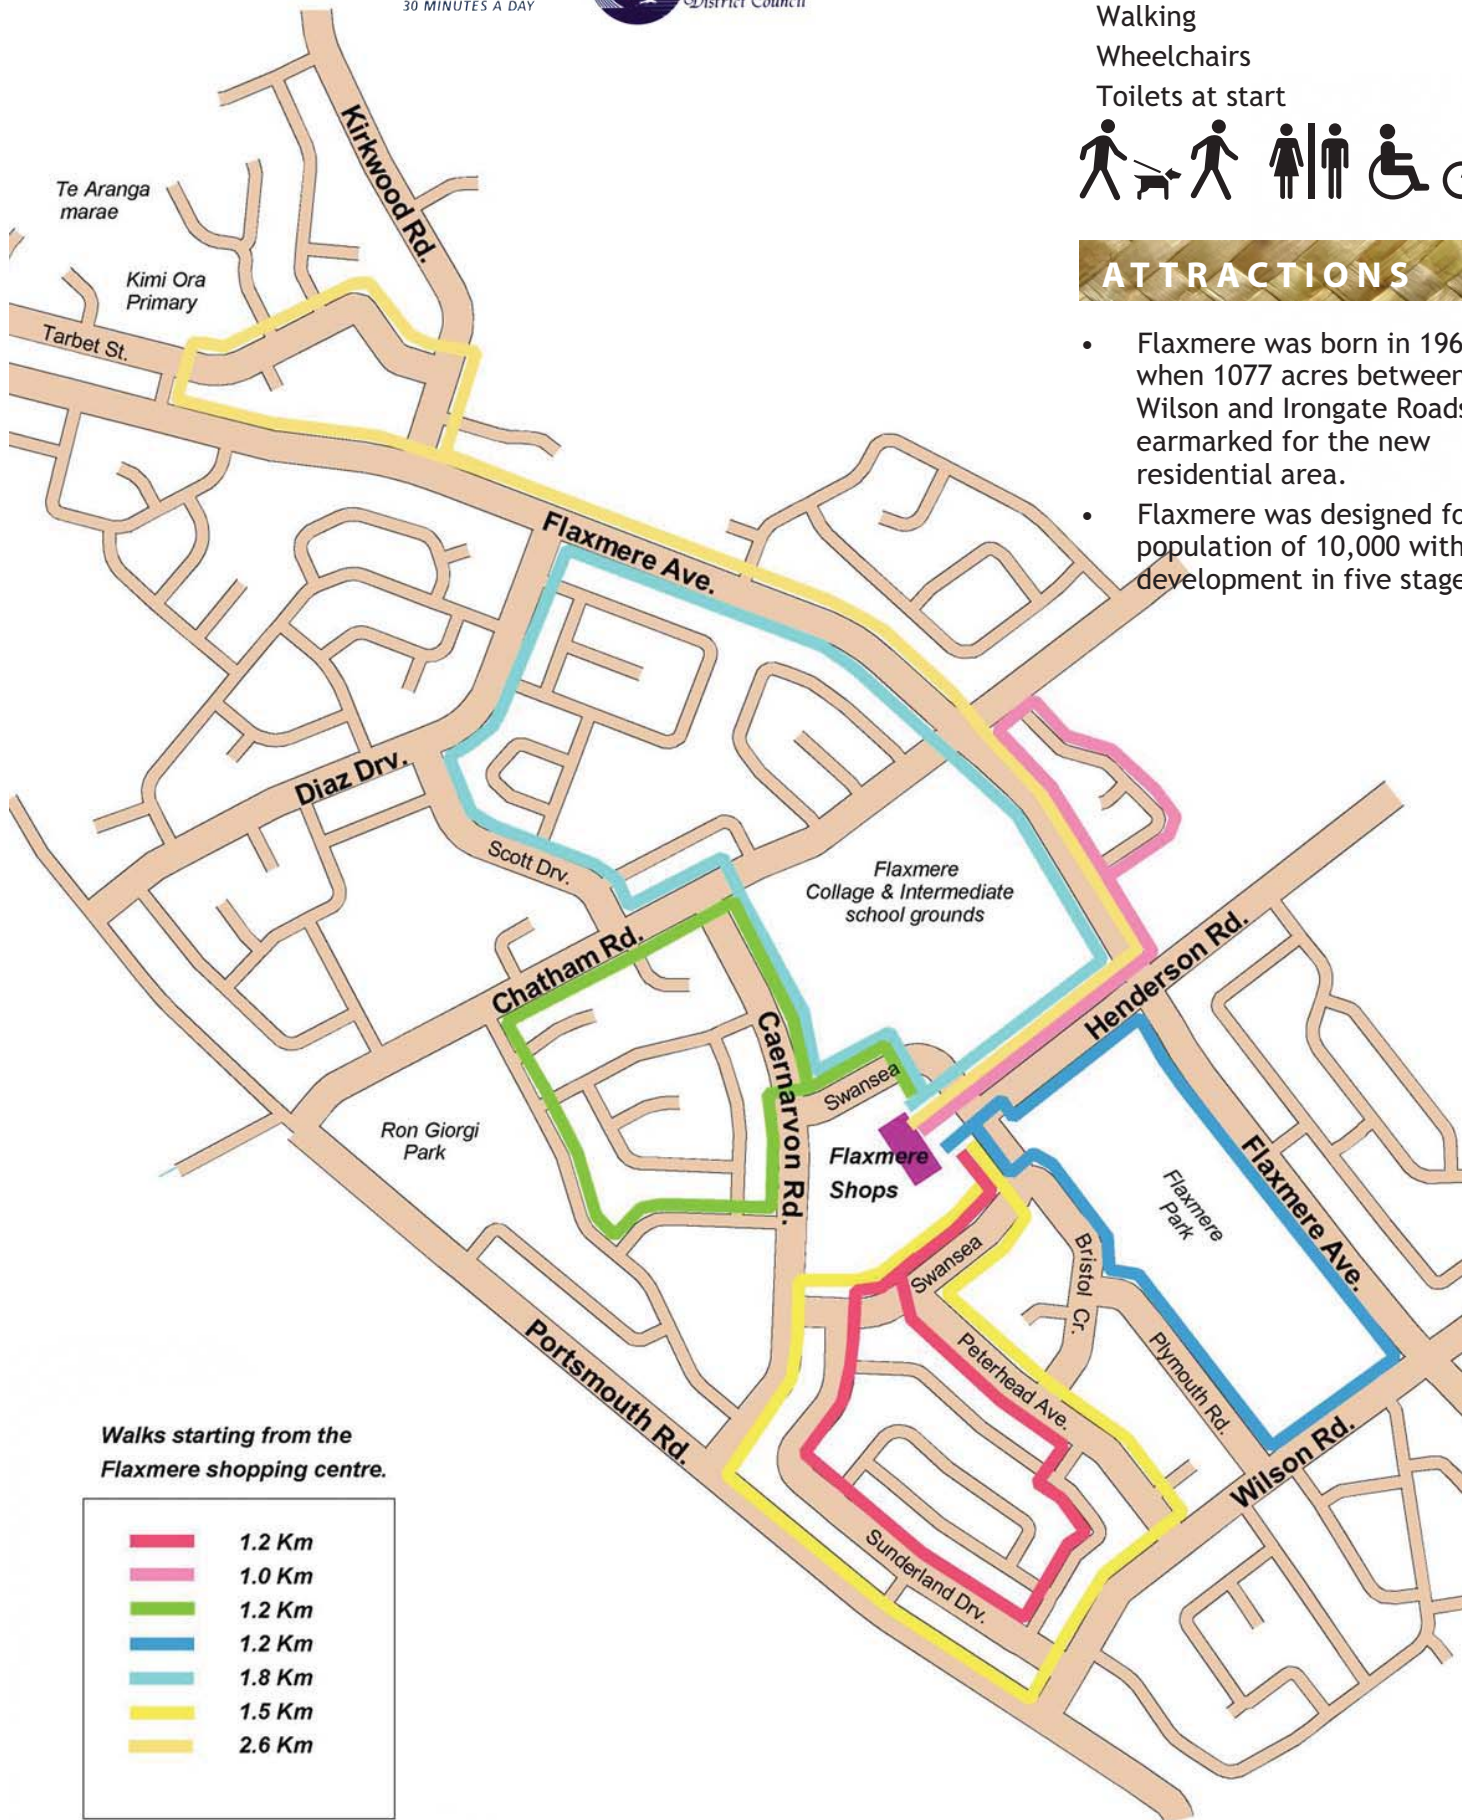 30 MINUTES A DAY
District Council
Walking
Wheelchairs
Toilets at start
ATTRACTIONS
• Flaxmere was born in 196
when 1077 acres between
Wilson and Irongate Roads
earmarked for the new
residential area.
• Flaxmere was designed fo
population of 10,000 with
development in five stage
Kirkwood Rd.
Te Aranga
marae
Kimi Ora
Primary
Tarbet St.
Flaxmere Ave.
Diaz Drv.
Scott Drv.
Flaxmere
Collage & Intermediate
school grounds
Chatham Rd.
Henderson Rd.
Caernarvon Rd.
Swansea
Ron Giorgi
Park
Flaxmere
Shops
Flaxmere
Park
Flaxmere Ave.
Swansea
Bristol Cr.
Peterhead Ave.
Plymouth Rd.
Portsmouth Rd.
Wilson Rd.
Sunderland Drv.
Walks starting from the
Flaxmere shopping centre.
1.2 Km
1.0 Km
1.2 Km
1.2 Km
1.8 Km
1.5 Km
2.6 Km